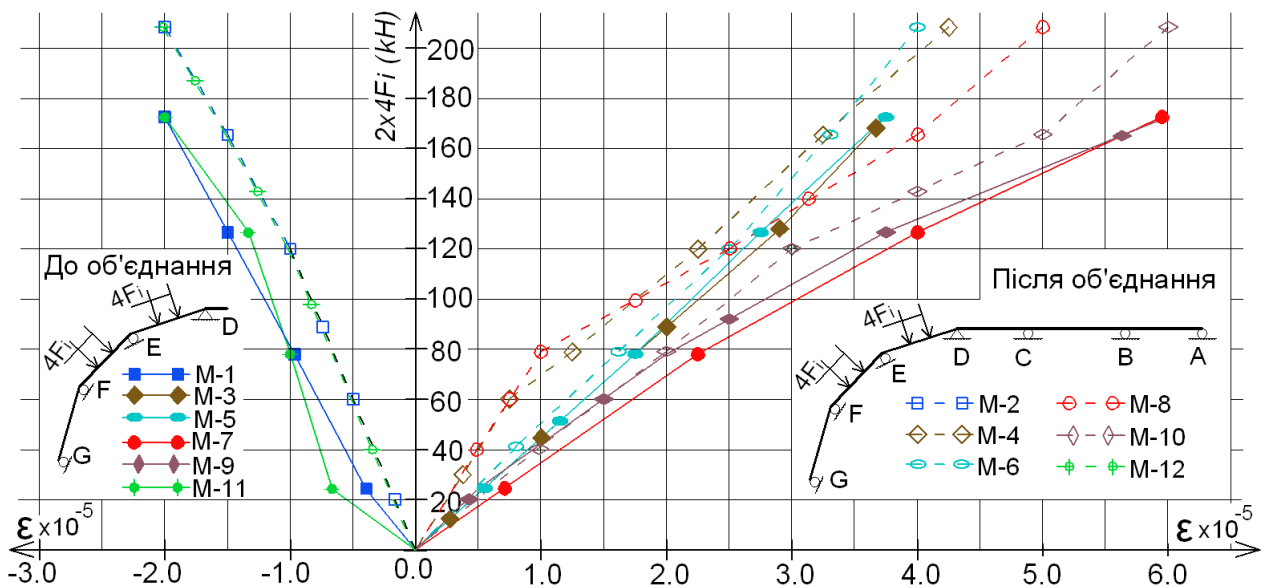 2x4Fi (kH)
200
180
160
140
120
100
80
60
40
20
До об'єднання
4Fi
4Fi
D
E
F
G
M-1
M-3
M-5
M-7
M-9
M-11
Після об'єднання
4Fi
4Fi
D
C
B
A
E
F
G
M-2
M-4
M-6
M-8
M-10
M-12
ε x10⁻⁵
ε x10⁻⁵
-3.0
-2.0
-1.0
0.0
1.0
2.0
3.0
4.0
5.0
6.0